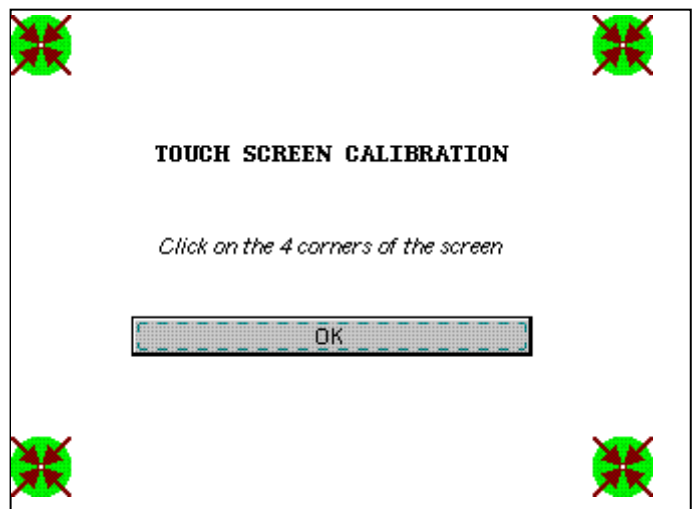 TOUCH SCREEN CALIBRATION
Click on the 4 corners of the screen
OK